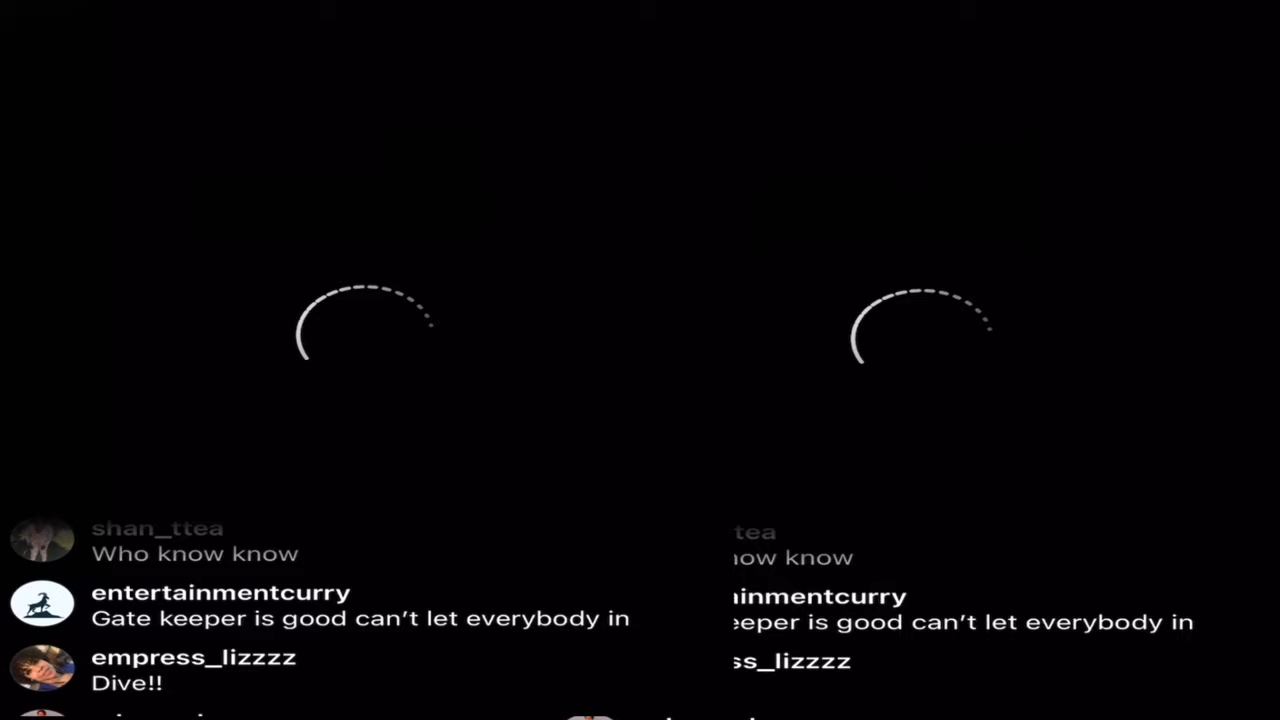 shan_ttea
Who know know
entertainmentcurry
Gate keeper is good can't let everybody in
empress_lizzzz
Dive!!
tea
now know
ainmentcurry
eeper is good can't let everybody in
ss_lizzzz